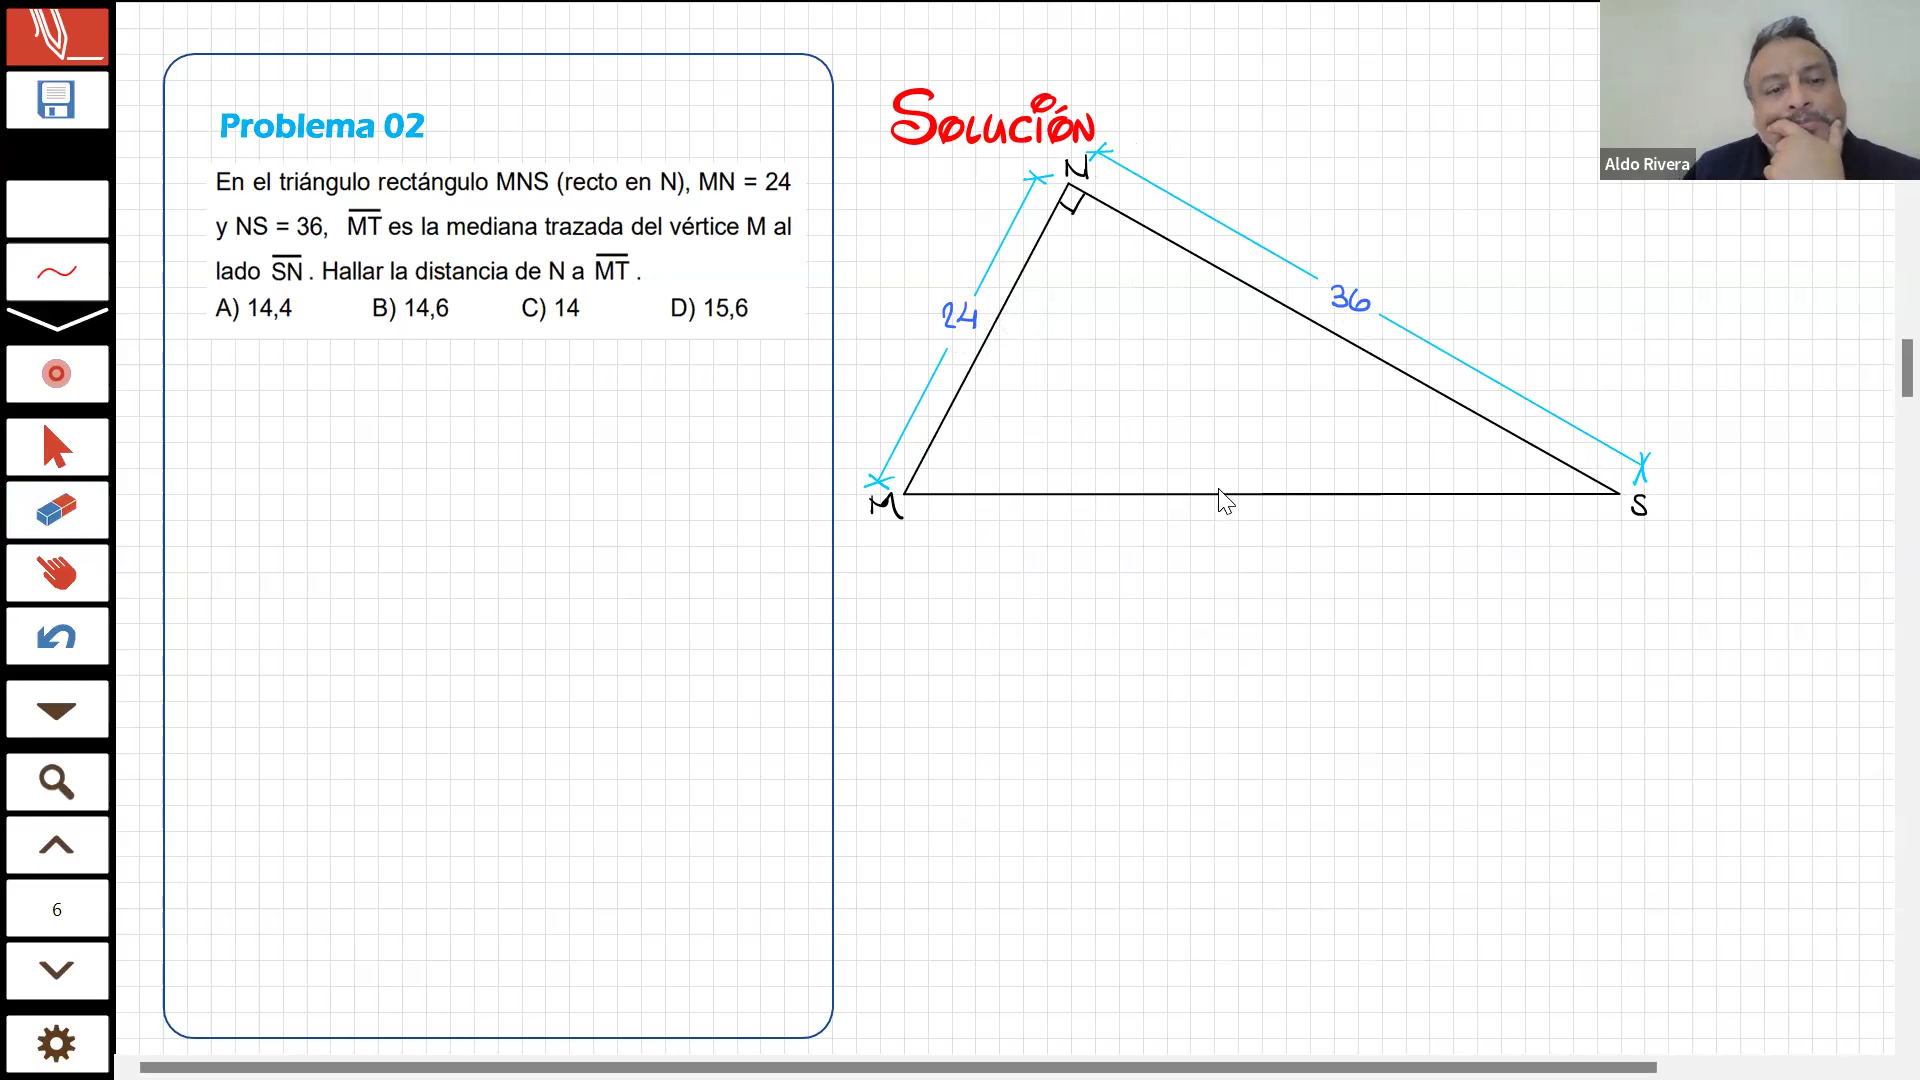 Problema 02
En el triángulo rectángulo MNS (recto en N), MN = 24
y NS = 36, MT es la mediana trazada del vértice M al
lado SN . Hallar la distancia de N a MT .
A) 14,4 B) 14,6 C) 14 D) 15,6
SOLUCIÓN
N
24
36
M
S
Aldo Rivera
6